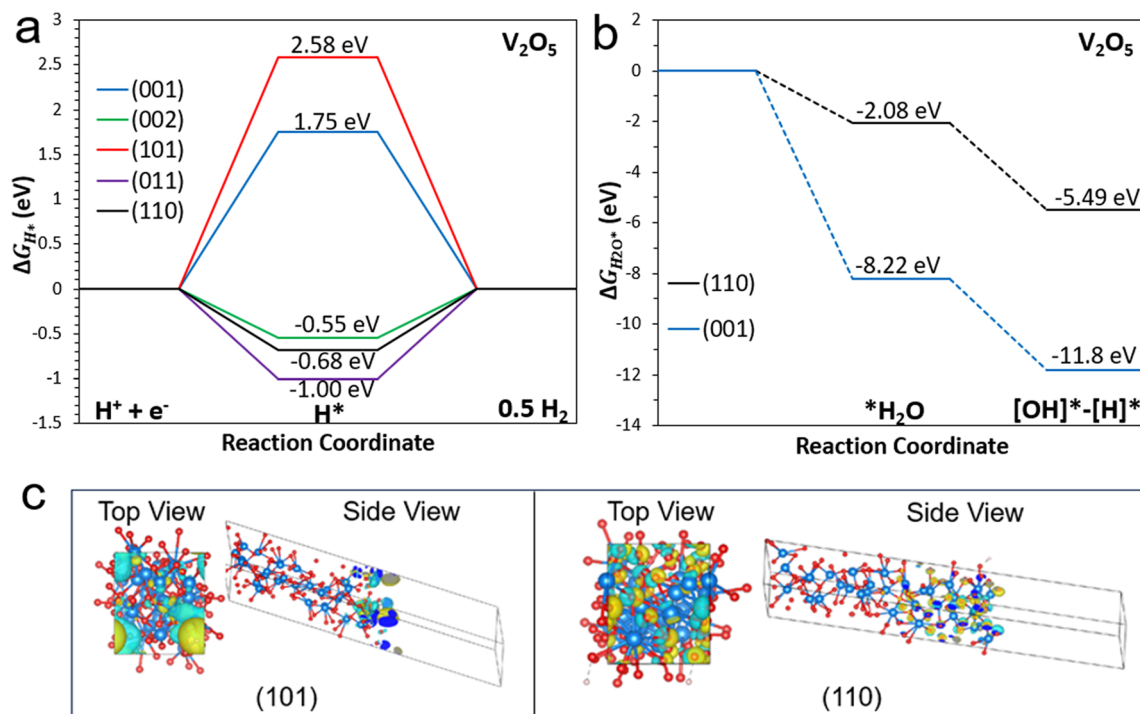 a
V₂O₅
3
2.5
2
1.5
1
0.5
0
-0.5
-1
-1.5
ΔG_H* (eV)
(001)
(002)
(101)
(011)
(110)
2.58 eV
1.75 eV
-0.55 eV
-0.68 eV
-1.00 eV
H⁺ + e⁻
H*
0.5 H₂
Reaction Coordinate
b
V₂O₅
2
0
-2
-4
-6
-8
-10
-12
-14
ΔG_H2O* (eV)
-2.08 eV
-5.49 eV
-8.22 eV
-11.8 eV
(110)
(001)
*H₂O
[OH]*-[H]*
Reaction Coordinate
c
Top View
Side View
(101)
Top View
Side View
(110)